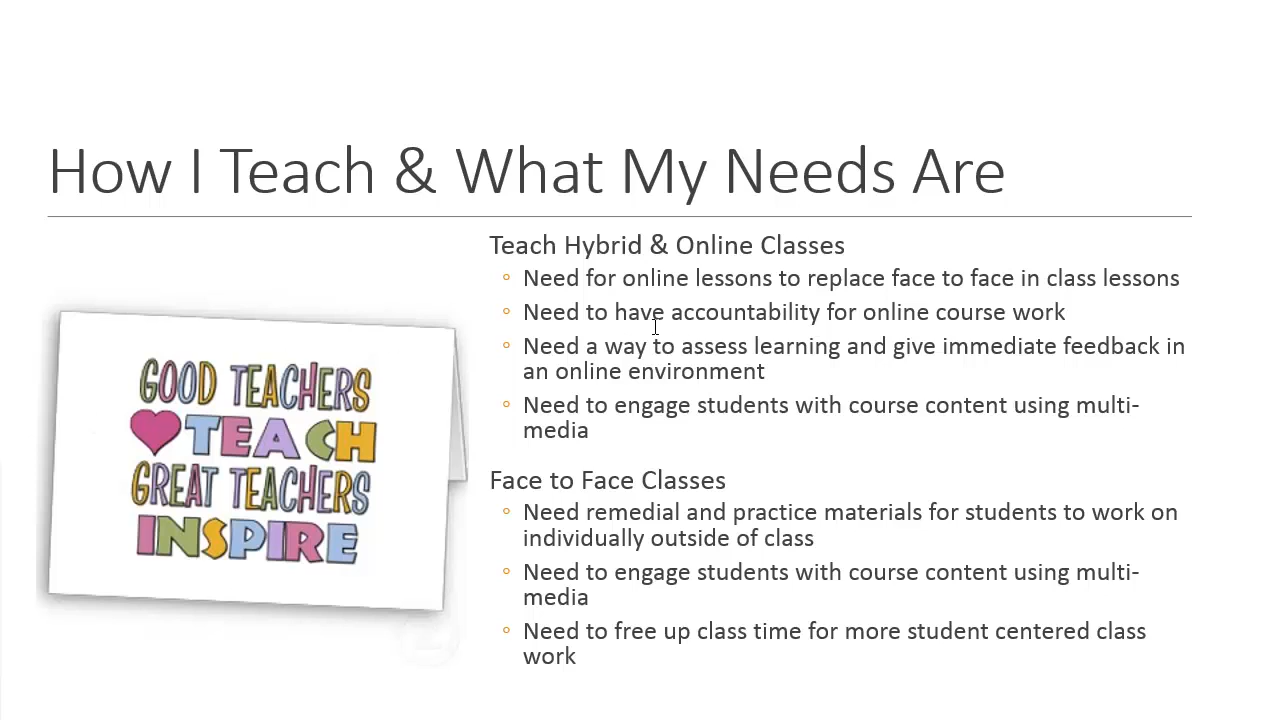 How I Teach & What My Needs Are
GOOD TEACHERS
TEACH
GREAT TEACHERS
INSPIRE
Teach Hybrid & Online Classes
Need for online lessons to replace face to face in class lessons
Need to have accountability for online course work
Need a way to assess learning and give immediate feedback in
an online environment
Need to engage students with course content using multi-
media
Face to Face Classes
Need remedial and practice materials for students to work on
individually outside of class
Need to engage students with course content using multi-
media
Need to free up class time for more student centered class
work